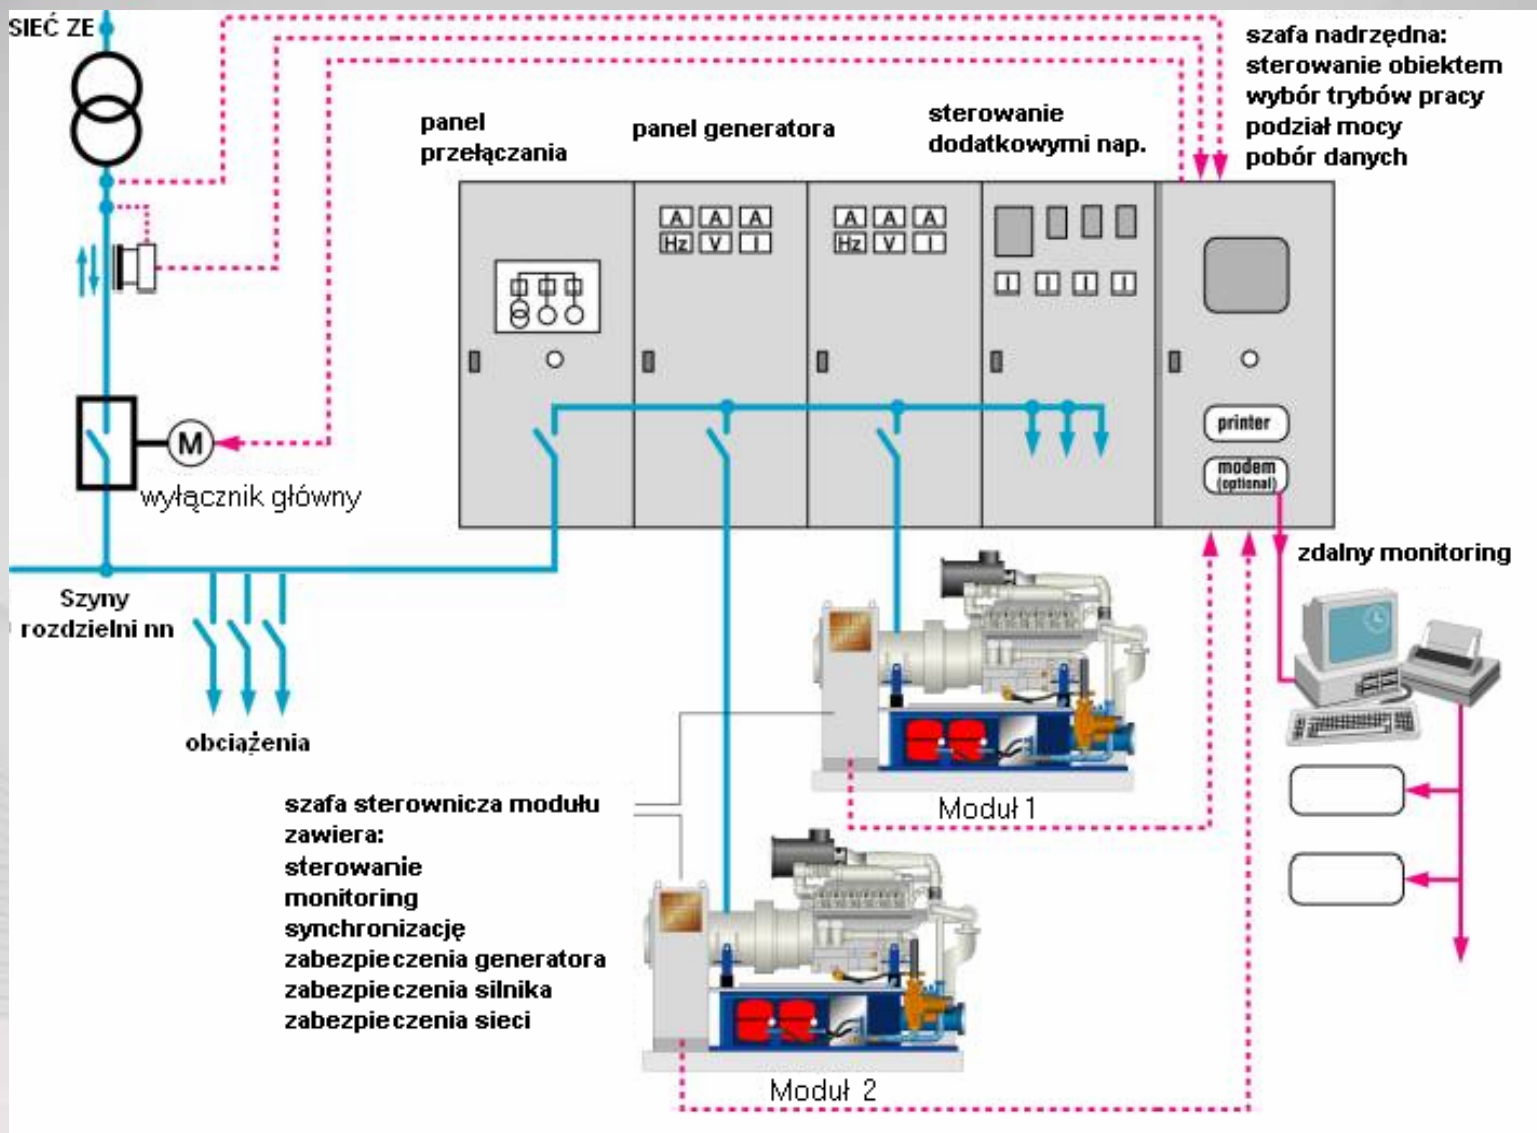 SIEĆ ZE
szafa nadrzędna:
sterowanie obiektem
wybór trybów pracy
podział mocy
pobór danych
panel
przełączania
panel generatora
sterowanie
dodatkowymi nap.
A A A
Hz V I
A A A
Hz V I
I I I I
M
wyłącznik główny
printer
modem
(optional)
zdalny monitoring
Szyny
rozdzielni nn
obciążenia
Moduł 1
szafa sterownicza modułu
zawiera:
sterowanie
monitoring
synchronizację
zabezpieczenia generatora
zabezpieczenia silnika
zabezpieczenia sieci
Moduł 2